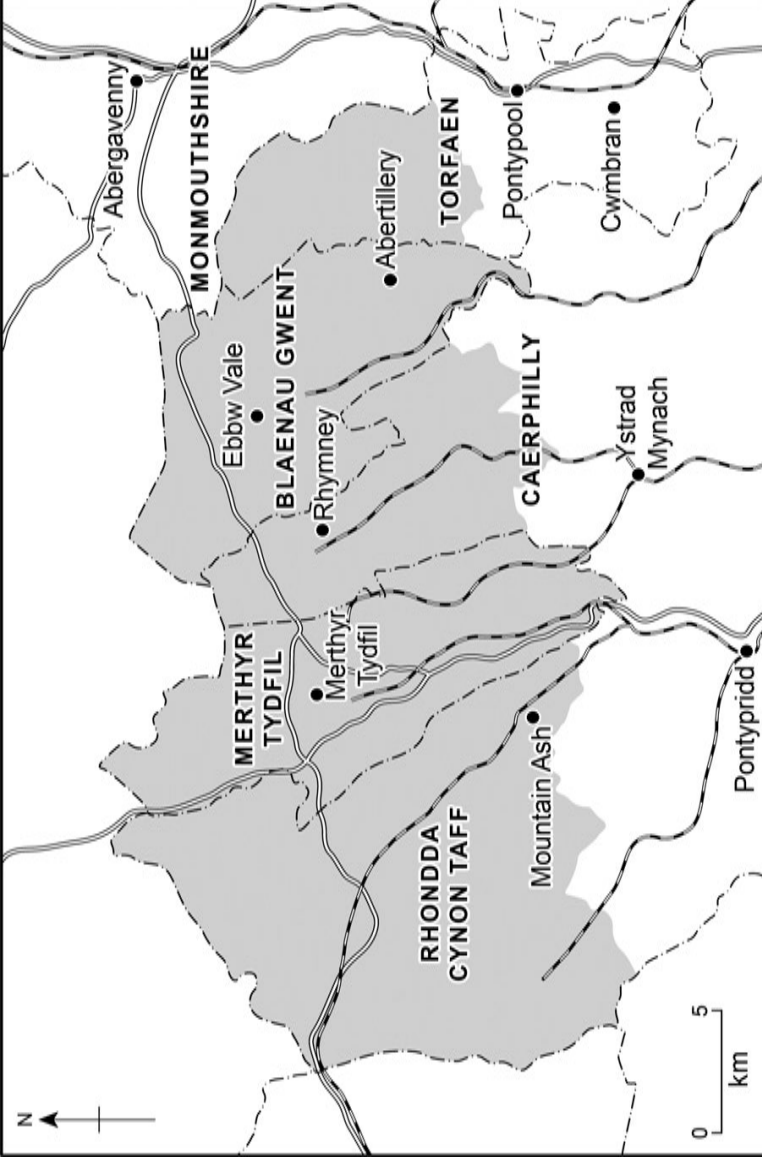 N
Abergavenny
MONMOUTHSHIRE
Ebbw Vale
BLAENAU GWENT
Abertillery
TORFAEN
Pontypool
Cwmbran
MERTHYR
TYDFIL
Rhymney
Merthyr
Tydfil
CAERPHILLY
Ystrad
Mynach
RHONDDA
CYNON TAFF
Mountain Ash
Pontypridd
0 5
km